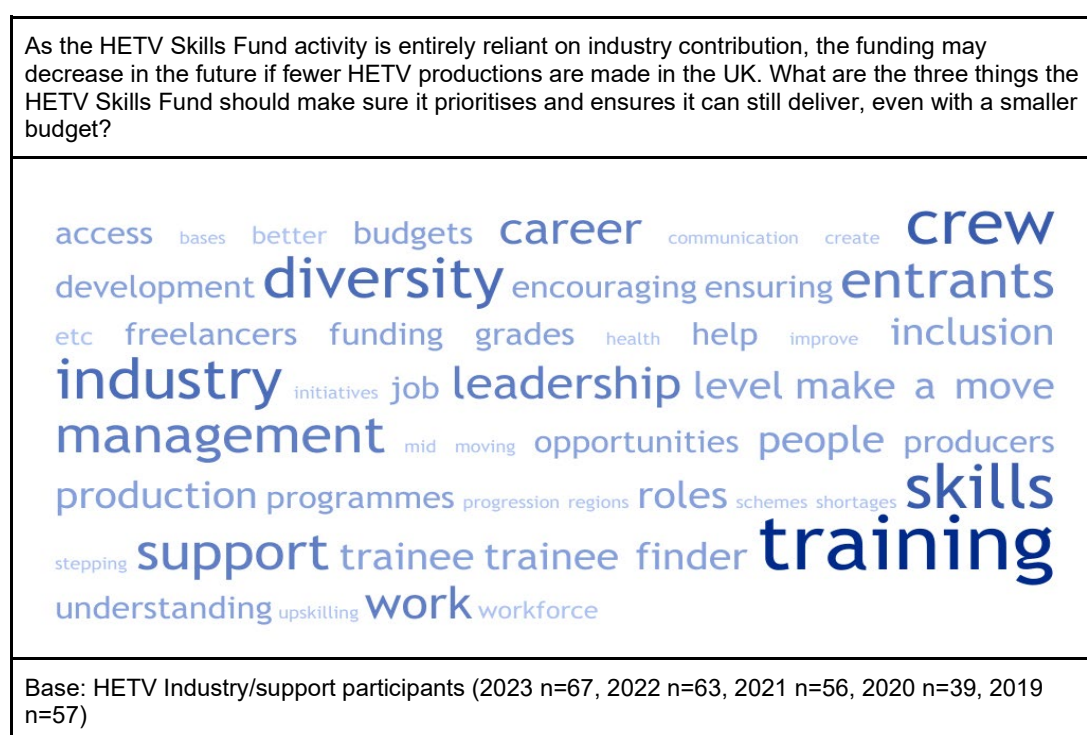 As the HETV Skills Fund activity is entirely reliant on industry contribution, the funding may
decrease in the future if fewer HETV productions are made in the UK. What are the three things the
HETV Skills Fund should make sure it prioritises and ensures it can still deliver, even with a smaller
budget?
access bases better budgets career communication create crew
development diversity encouraging ensuring entrants
etc freelancers funding grades health help improve inclusion
industry initiatives job leadership level make a move
management mid moving opportunities people producers
production programmes progression regions roles schemes shortages skills
stepping support trainee trainee finder training
understanding upskilling work workforce
Base: HETV Industry/support participants (2023 n=67, 2022 n=63, 2021 n=56, 2020 n=39, 2019
n=57)